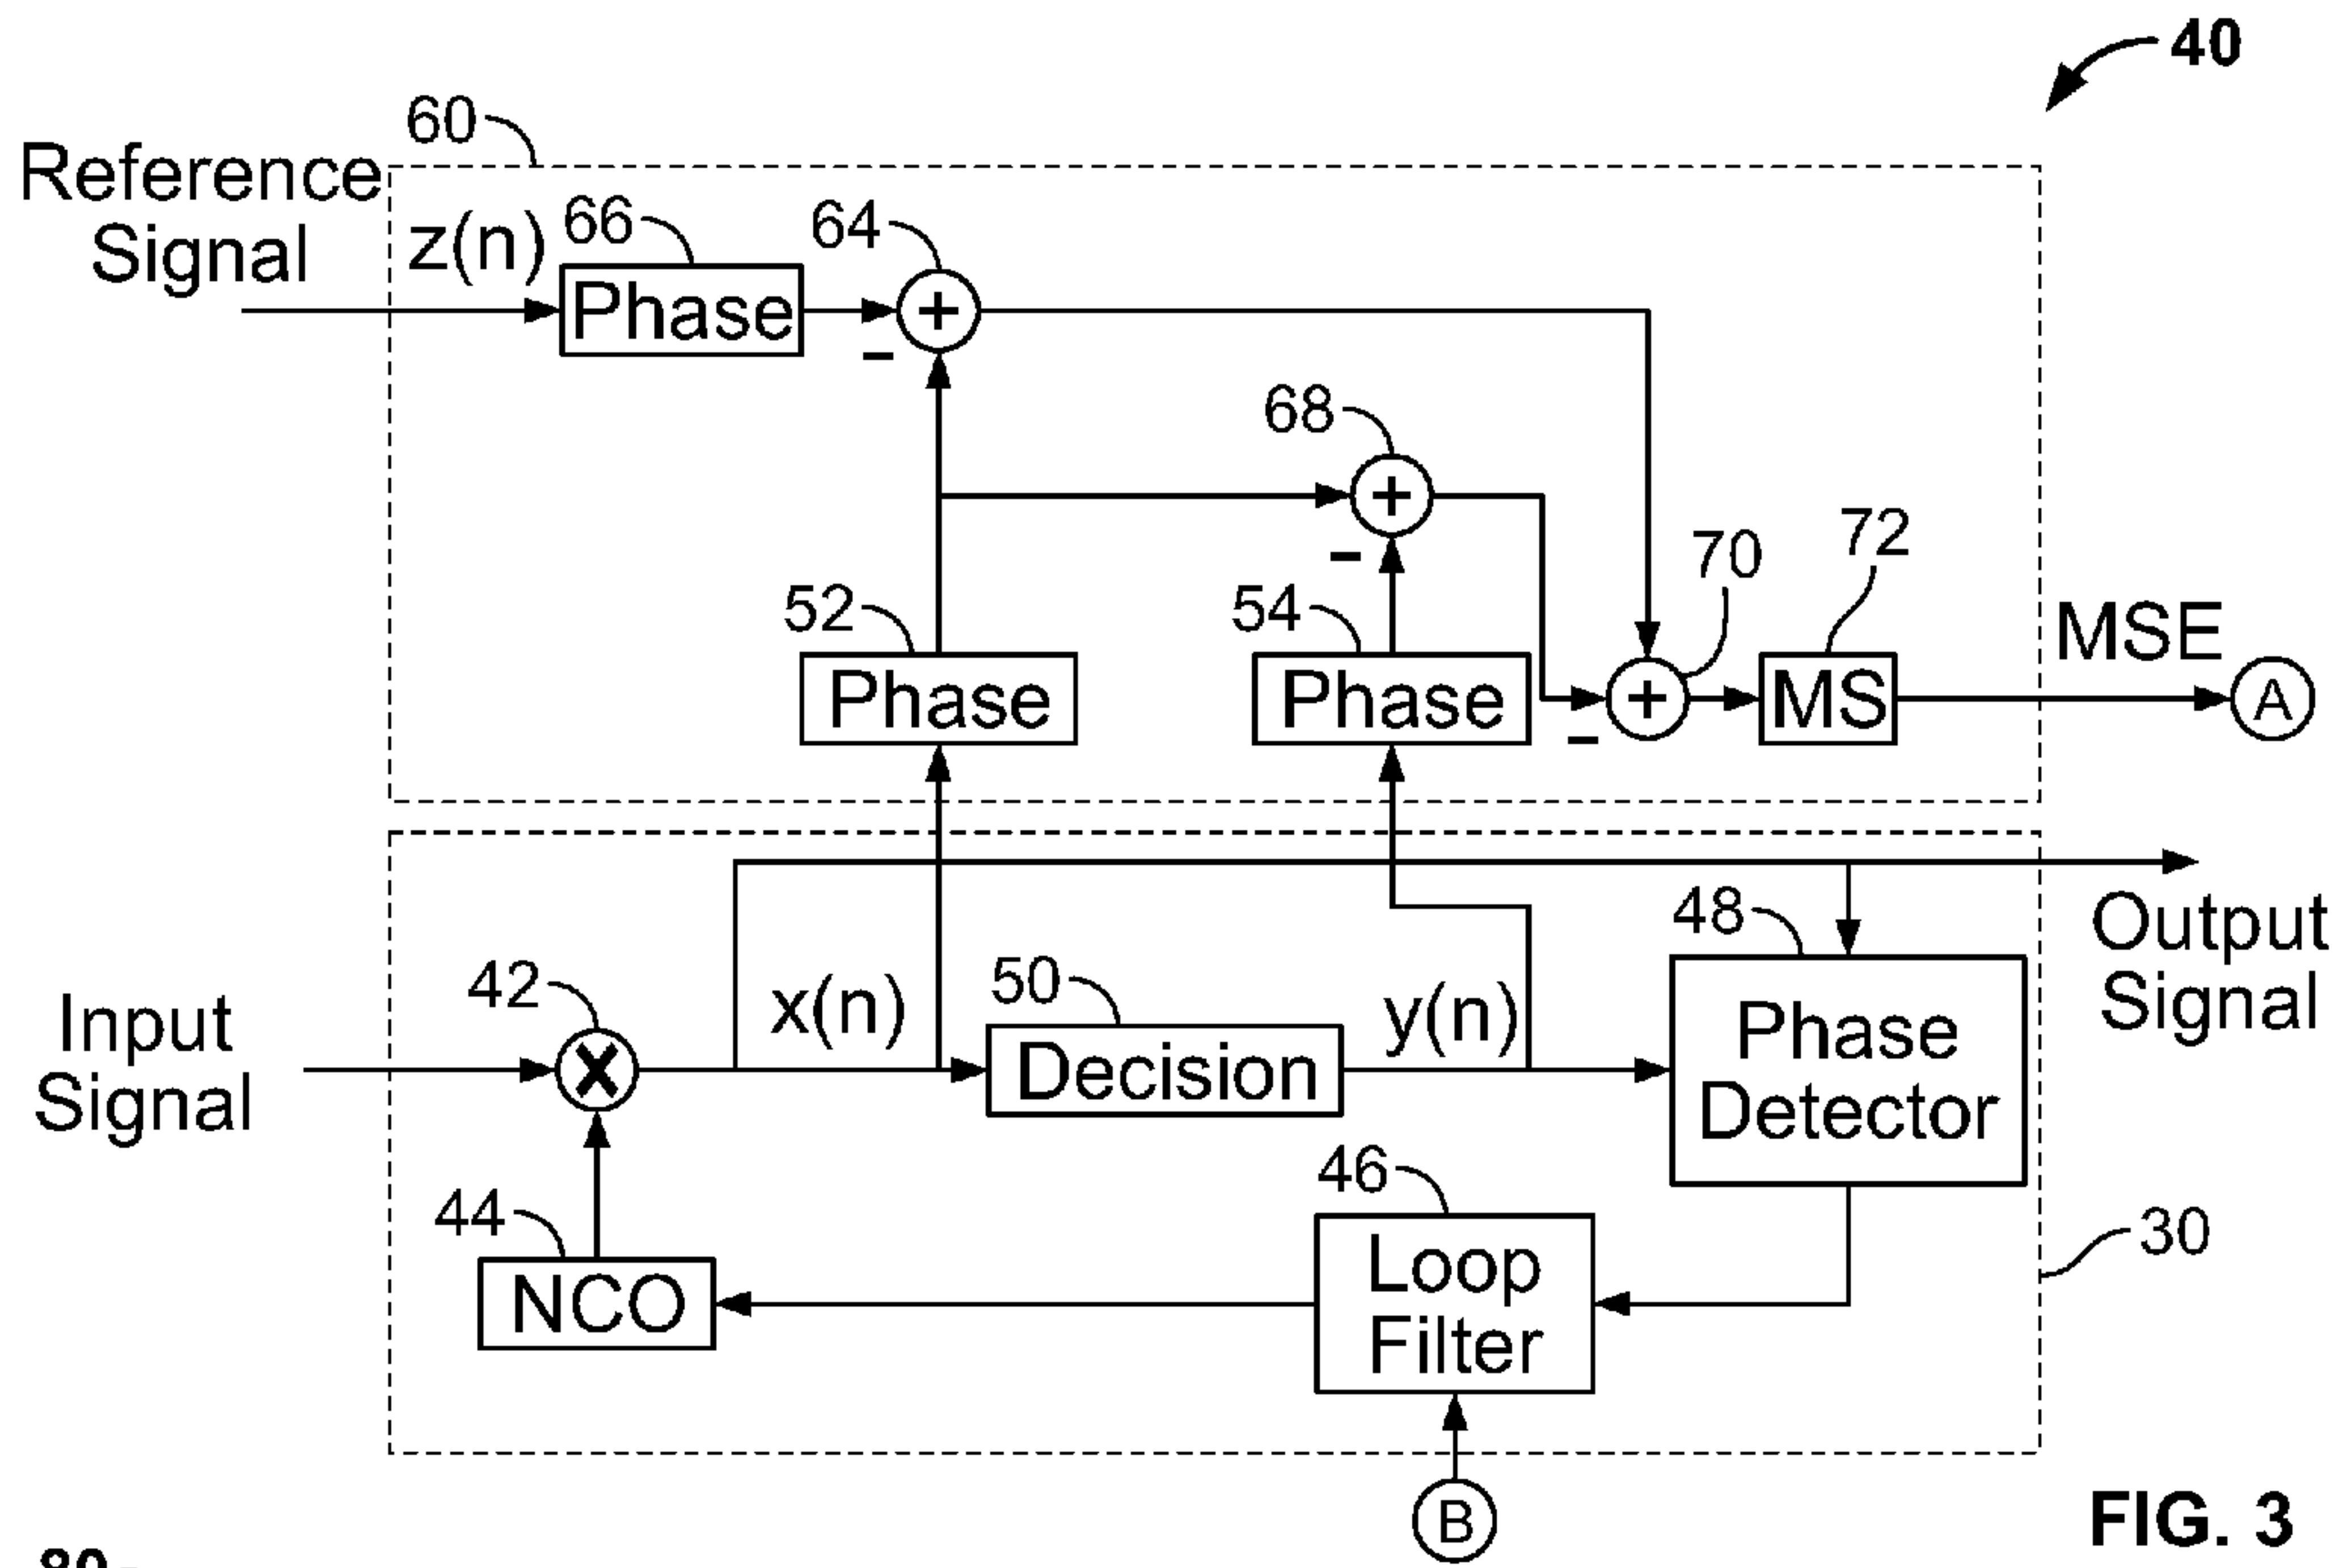 40
60
Reference
Signal
z(n)
66
64
Phase
+
-
68
+
-
52
54
70
72
MSE
Phase
Phase
+
-
MS
A
48
Output
Signal
42
x(n)
50
y(n)
Input
Signal
X
Decision
Phase
Detector
44
46
30
NCO
Loop
Filter
B
FIG. 3
80